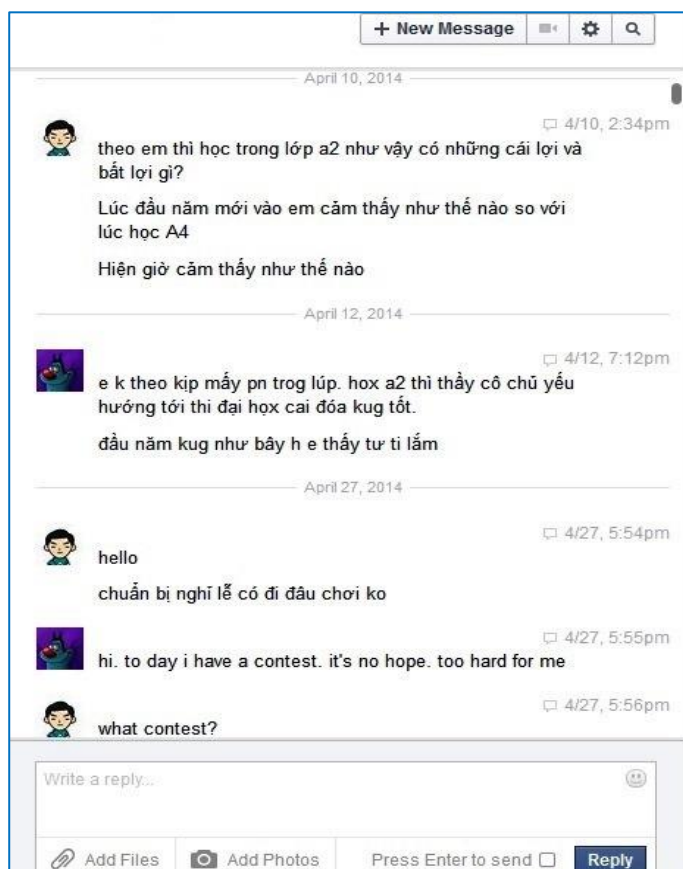 + New Message
April 10, 2014
4/10, 2:34pm
theo em thì học trong lớp a2 như vậy có những cái lợi và
bất lợi gì?
Lúc đầu năm mới vào em cảm thấy như thế nào so với
lúc học A4
Hiện giờ cảm thấy như thế nào
April 12, 2014
4/12, 7:12pm
e k theo kịp mấy pn trog lúp. hox a2 thì thầy cô chủ yếu
hướng tới thi đại họx cai đóa kug tốt.
đầu năm kug như bây h e thấy tư ti lắm
April 27, 2014
4/27, 5:54pm
hello
chuẩn bị nghỉ lễ có đi đâu chơi ko
4/27, 5:55pm
hi. to day i have a contest. it's no hope. too hard for me
4/27, 5:56pm
what contest?
Write a reply...
Add Files Add Photos Press Enter to send Reply